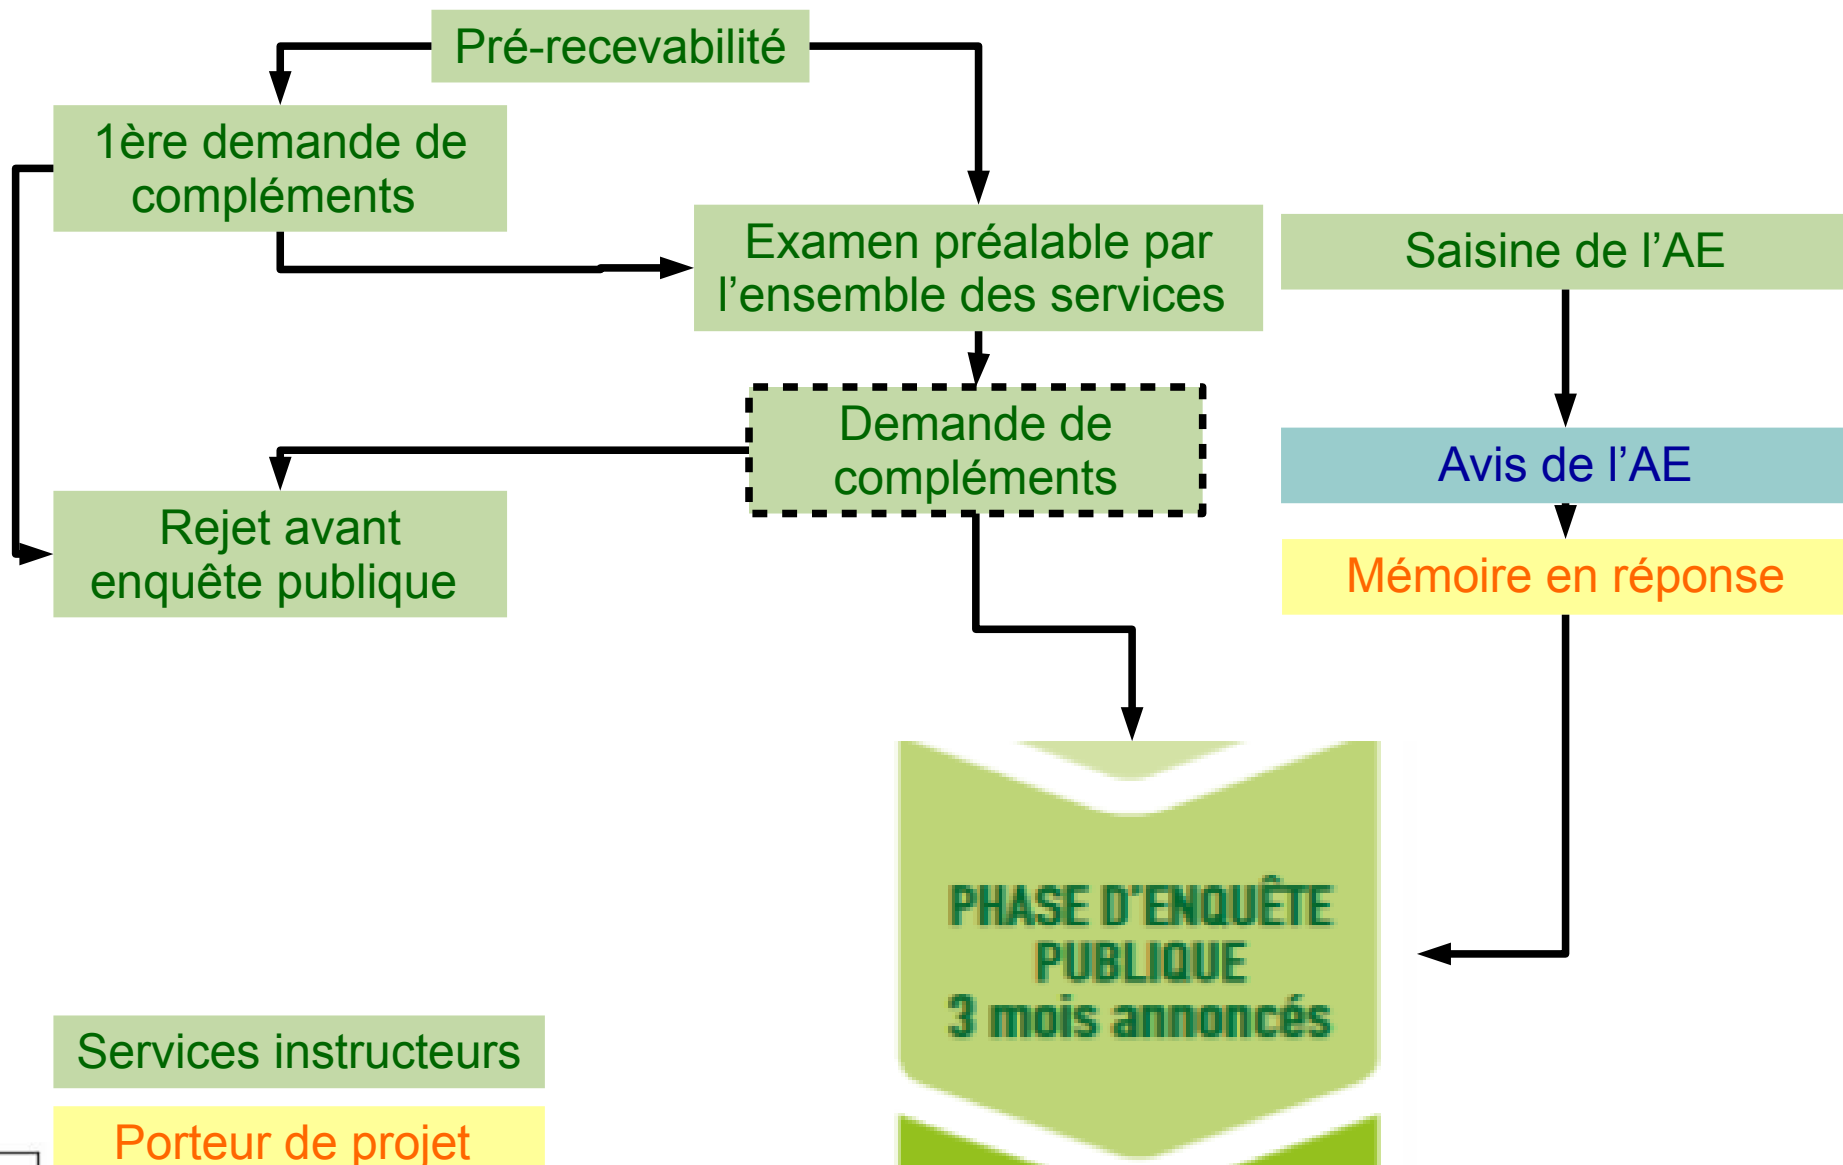 Pré-recevabilité
1ère demande de
compléments
Examen préalable par
l’ensemble des services
Saisine de l’AE
Demande de
compléments
Avis de l’AE
Rejet avant
enquête publique
Mémoire en réponse
PHASE D'ENQUÊTE
PUBLIQUE
3 mois annoncés
Services instructeurs
Porteur de projet